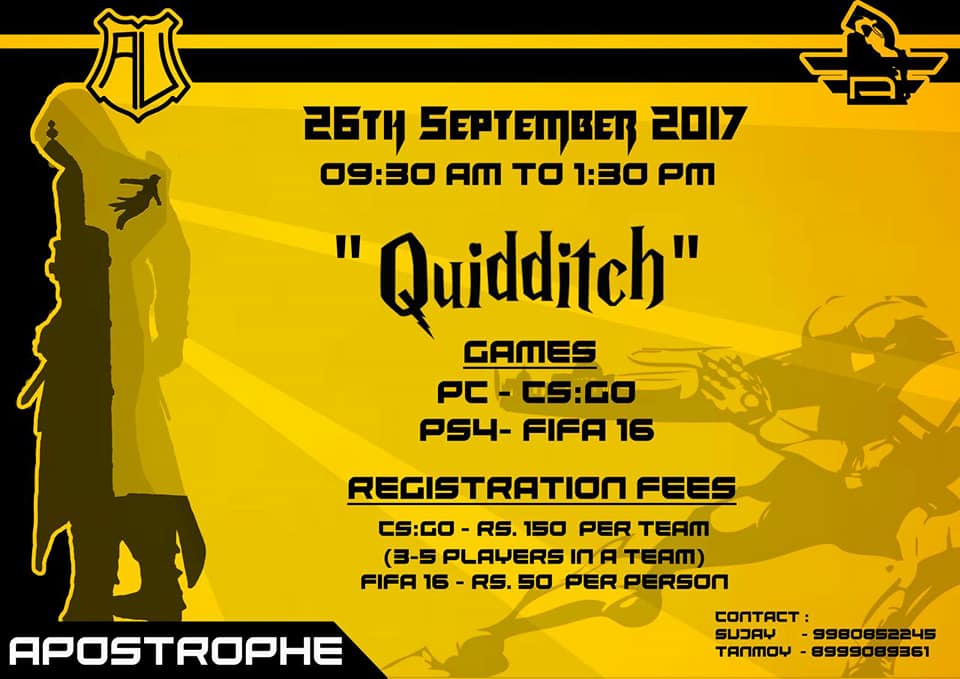 AU
A
26th September 2017
09:30 AM TO 1:30 PM
"Quidditch"
GAMES
PC - CS:GO
PS4- FIFA 16
REGISTRATION FEES
CS:GO - RS. 150 PER TEAM
(3-5 PLAYERS IN A TEAM)
FIFA 16 - RS. 50 PER PERSON
CONTACT :
SUJAY - 9980852245
TANMOY - 8999089361
APOSTROPHE